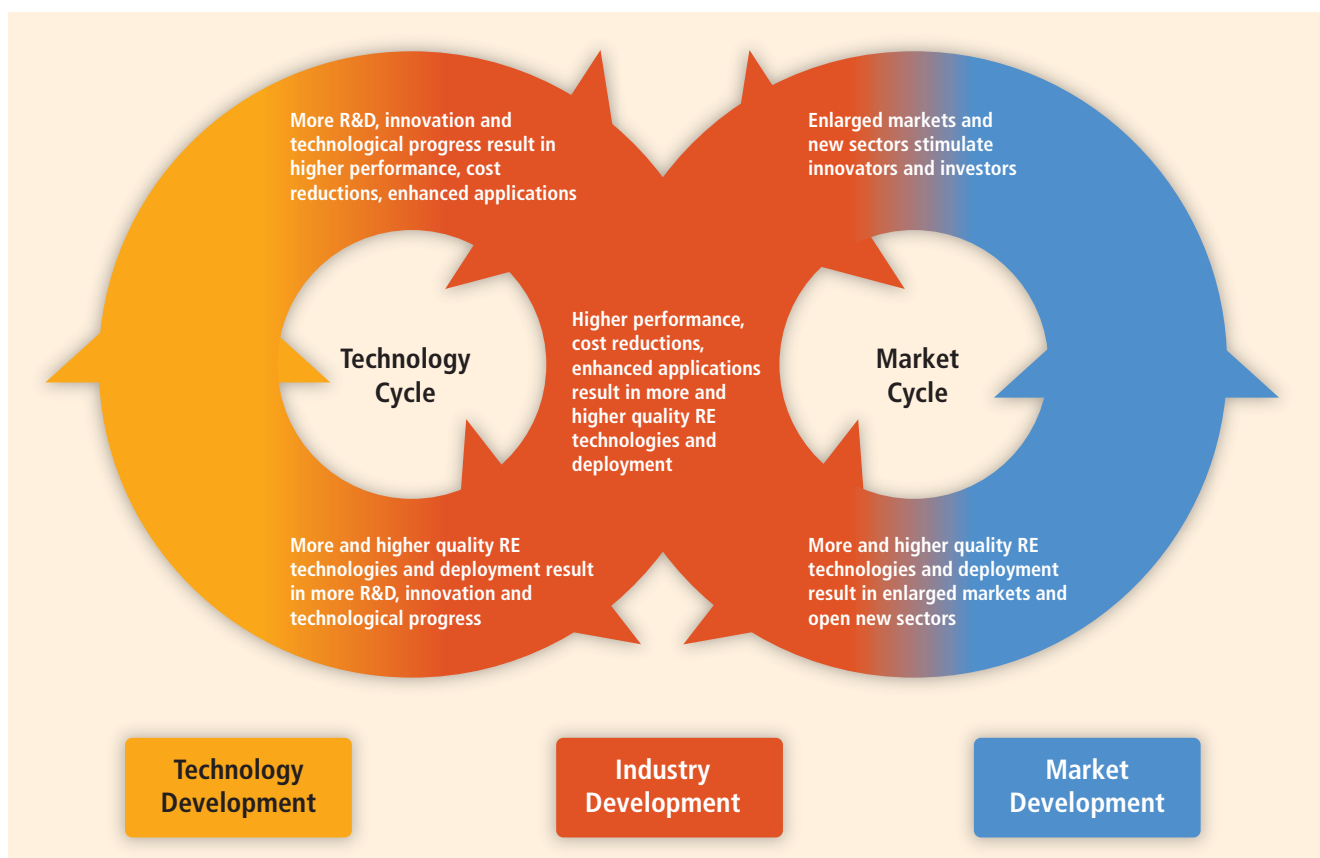 More R&D, innovation and
technological progress result in
higher performance, cost
reductions, enhanced applications
Enlarged markets and
new sectors stimulate
innovators and investors
Technology
Cycle
Higher performance,
cost reductions,
enhanced applications
result in more and
higher quality RE
technologies and
deployment
Market
Cycle
More and higher quality RE
technologies and deployment result
in more R&D, innovation and
technological progress
More and higher quality RE
technologies and deployment
result in enlarged markets and
open new sectors
Technology
Development
Industry
Development
Market
Development